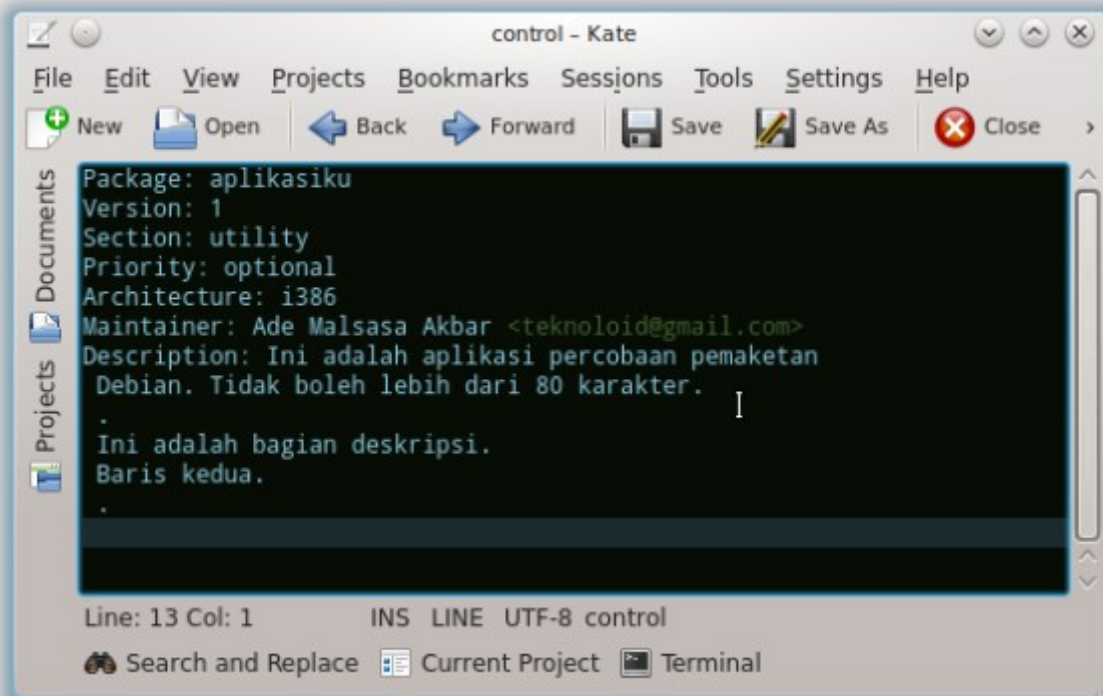 control – Kate
File Edit View Projects Bookmarks Sessions Tools Settings Help
New Open Back Forward Save Save As Close
Documents
Projects
Package: aplikasiku
Version: 1
Section: utility
Priority: optional
Architecture: i386
Maintainer: Ade Malsasa Akbar <teknoloid@gmail.com>
Description: Ini adalah aplikasi percobaan pemaketan
 Debian. Tidak boleh lebih dari 80 karakter.
 .
 Ini adalah bagian deskripsi.
 Baris kedua.
 .
Line: 13 Col: 1 INS LINE UTF-8 control
Search and Replace Current Project Terminal